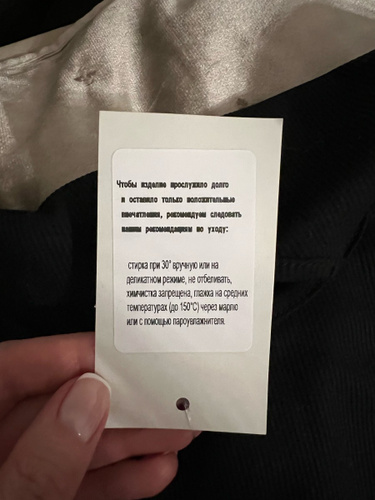 Чтобы изделие прослужило долго
и оставило только положительные
впечатления, рекомендуем следовать
нашим рекомендациям по уходу:
стирка при 30° вручную или на
деликатном режиме, не отбеливать,
химчистка запрещена, глажка на средних
температурах (до 150°C) через марлю
или с помощью пароувлажнителя.